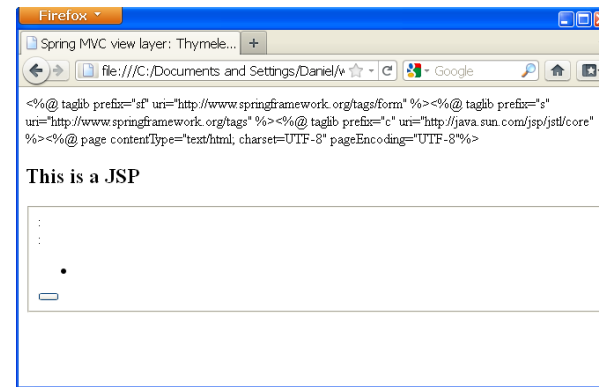 Firefox
Spring MVC view layer: Thymele...
file:///C:/Documents and Settings/Daniel/w
Google
<%@ taglib prefix="sf" uri="http://www.springframework.org/tags/form" %><%@ taglib prefix="s"
uri="http://www.springframework.org/tags" %><%@ taglib prefix="c" uri="http://java.sun.com/jsp/jstl/core"
%><%@ page contentType="text/html; charset=UTF-8" pageEncoding="UTF-8"%>
This is a JSP
:
: